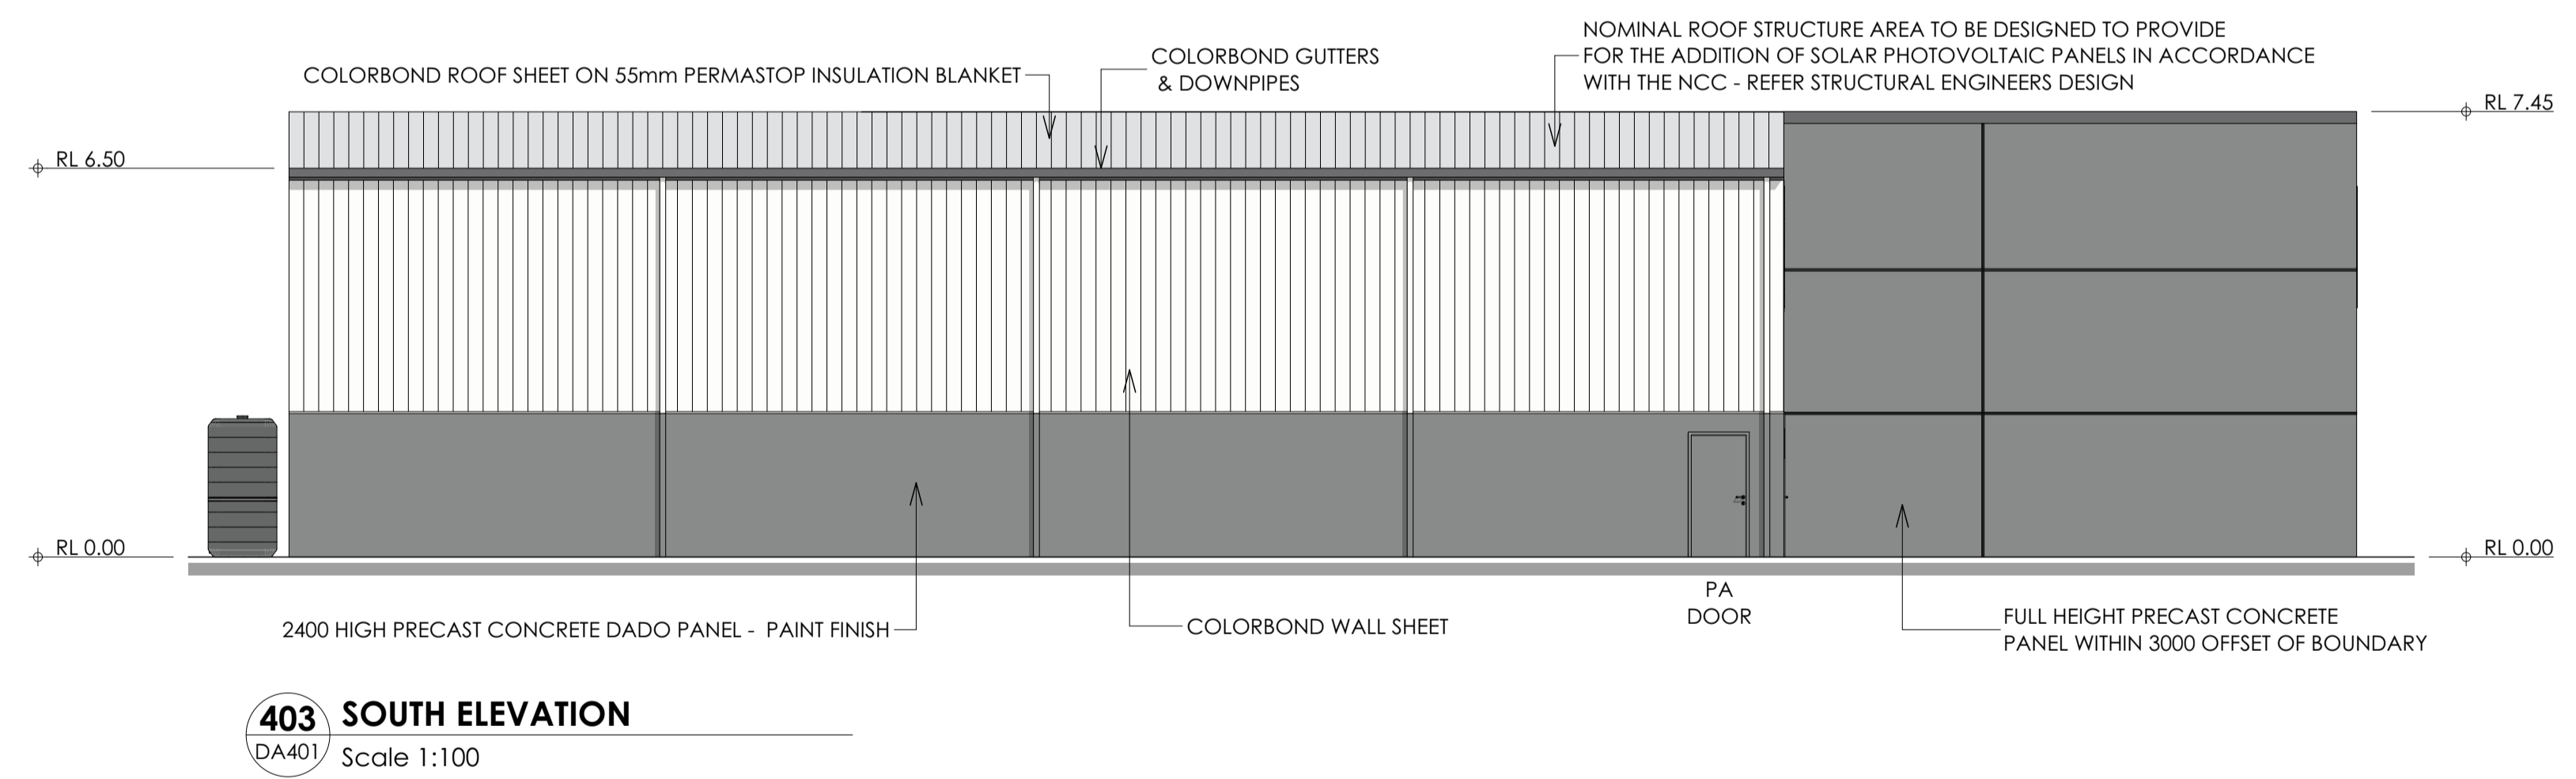 NOMINAL ROOF STRUCTURE AREA TO BE DESIGNED TO PROVIDE
FOR THE ADDITION OF SOLAR PHOTOVOLTAIC PANELS IN ACCORDANCE
WITH THE NCC - REFER STRUCTURAL ENGINEERS DESIGN
COLORBOND GUTTERS
& DOWNPIPES
COLORBOND ROOF SHEET ON 55mm PERMASTOP INSULATION BLANKET
RL 7.45
RL 6.50
RL 0.00
RL 0.00
PA
DOOR
2400 HIGH PRECAST CONCRETE DADO PANEL - PAINT FINISH
COLORBOND WALL SHEET
FULL HEIGHT PRECAST CONCRETE
PANEL WITHIN 3000 OFFSET OF BOUNDARY
403
DA401
SOUTH ELEVATION
Scale 1:100